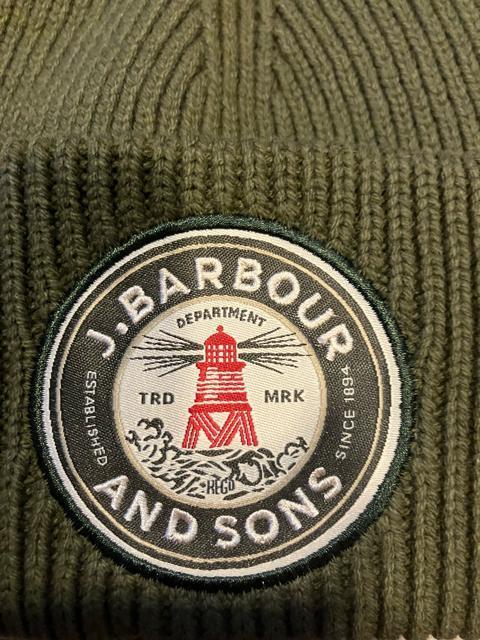 J. BARBOUR
DEPARTMENT
TRD MRK
ESTABLISHED
SINCE 1894
REGD
AND SONS